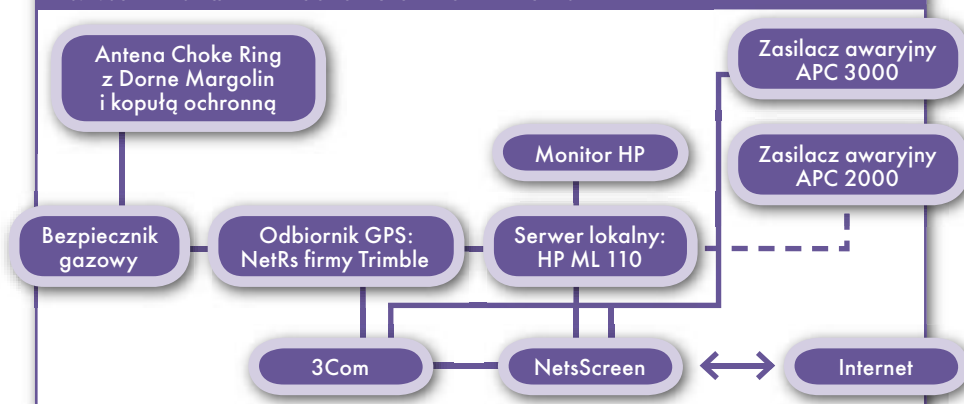 Antena Choke Ring
z Dorne Margolin
i kopułą ochronną
Zasilacz awaryjny
APC 3000
Monitor HP
Zasilacz awaryjny
APC 2000
Bezpiecznik
gazowy
Odbiornik GPS:
NetRs firmy Trimble
Serwer lokalny:
HP ML 110
3Com
NetsScreen
Internet